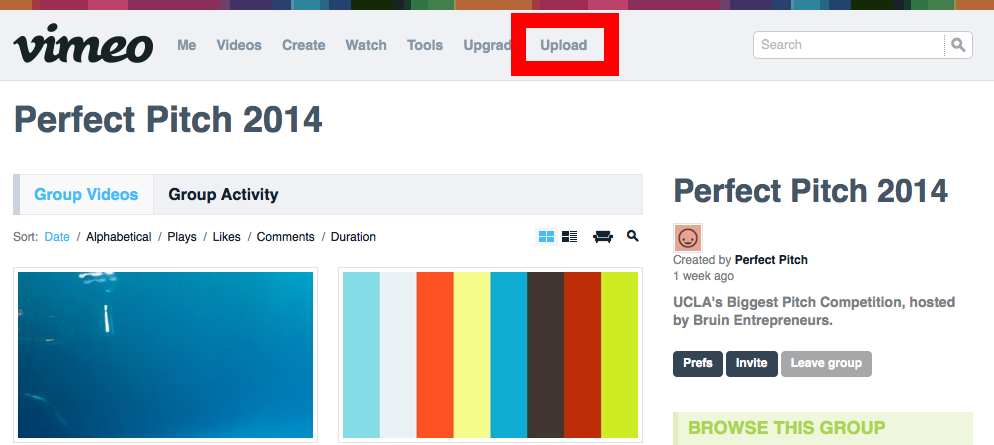 vimeo Me Videos Create Watch Tools Upgrad Upload Search
Perfect Pitch 2014
Group Videos Group Activity
Sort: Date / Alphabetical / Plays / Likes / Comments / Duration
Perfect Pitch 2014
Created by Perfect Pitch
1 week ago
UCLA's Biggest Pitch Competition, hosted
by Bruin Entrepreneurs.
Prefs Invite Leave group
BROWSE THIS GROUP